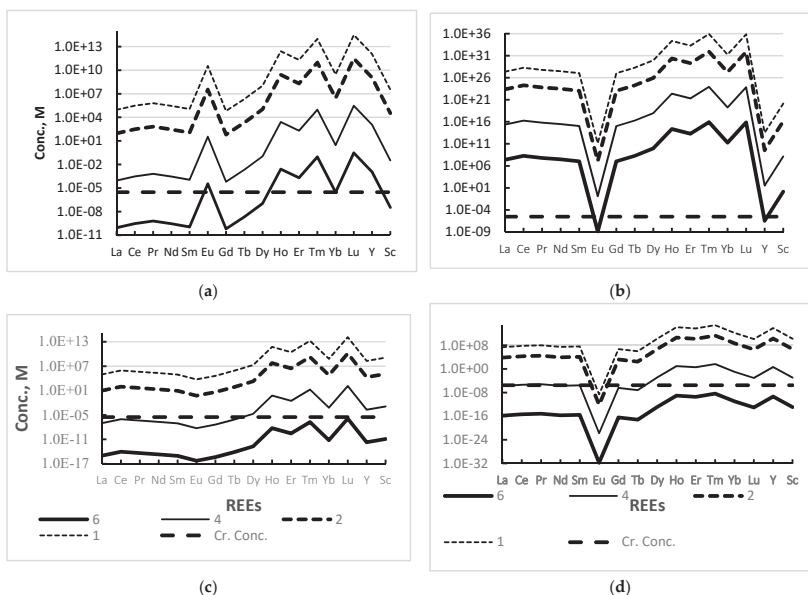 1.0E+13
1.0E+10
1.0E+07
1.0E+04
1.0E+01
1.0E-02
1.0E-05
1.0E-08
1.0E-11
Conc., M
La Ce Pr Nd Sm Eu Gd Tb Dy Ho Er Tm Yb Lu Y Sc
(a)
1.0E+36
1.0E+31
1.0E+26
1.0E+21
1.0E+16
1.0E+11
1.0E+06
1.0E+01
1.0E-04
1.0E-09
La Ce Pr Nd Sm Eu Gd Tb Dy Ho Er Tm Yb Lu Y Sc
(b)
1.0E+13
1.0E+07
1.0E+01
1.0E-05
1.0E-11
1.0E-17
Conc., M
La Ce Pr Nd Sm Eu Gd Tb Dy Ho Er Tm Yb Lu Y Sc
REEs
6 4 2
1 Cr. Conc.
(c)
1.0E+08
1.0E+00
1.0E-08
1.0E-16
1.0E-24
1.0E-32
La Ce Pr Nd Sm Eu Gd Tb Dy Ho Er Tm Yb Lu Y Sc
REEs
6 4 2
1 Cr. Conc.
(d)